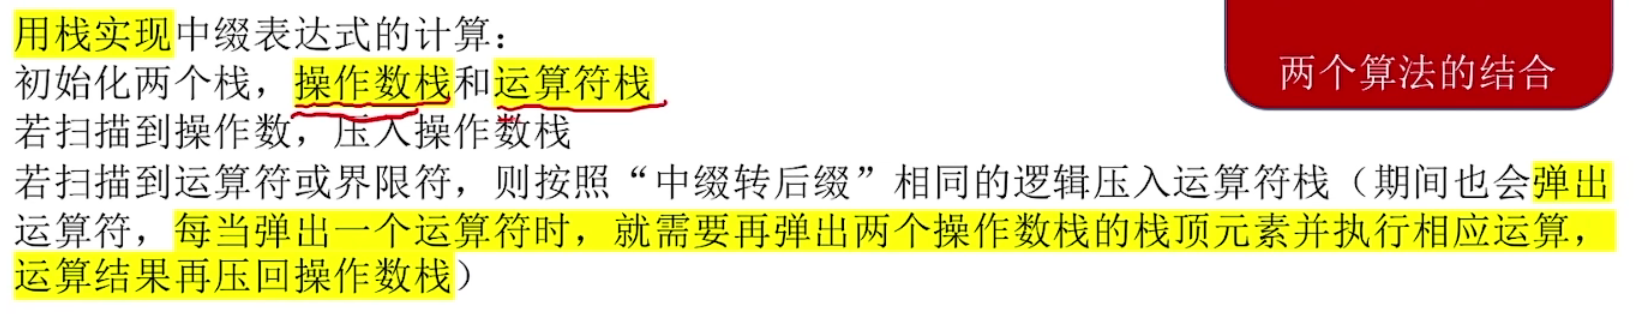 用栈实现中缀表达式的计算：
两个算法的结合
初始化两个栈，操作数栈和运算符栈
若扫描到操作数，压入操作数栈
若扫描到运算符或界限符，则按照“中缀转后缀”相同的逻辑压入运算符栈（期间也会弹出
运算符，每当弹出一个运算符时，就需要再弹出两个操作数栈的栈顶元素并执行相应运算，
运算结果再压回操作数栈）